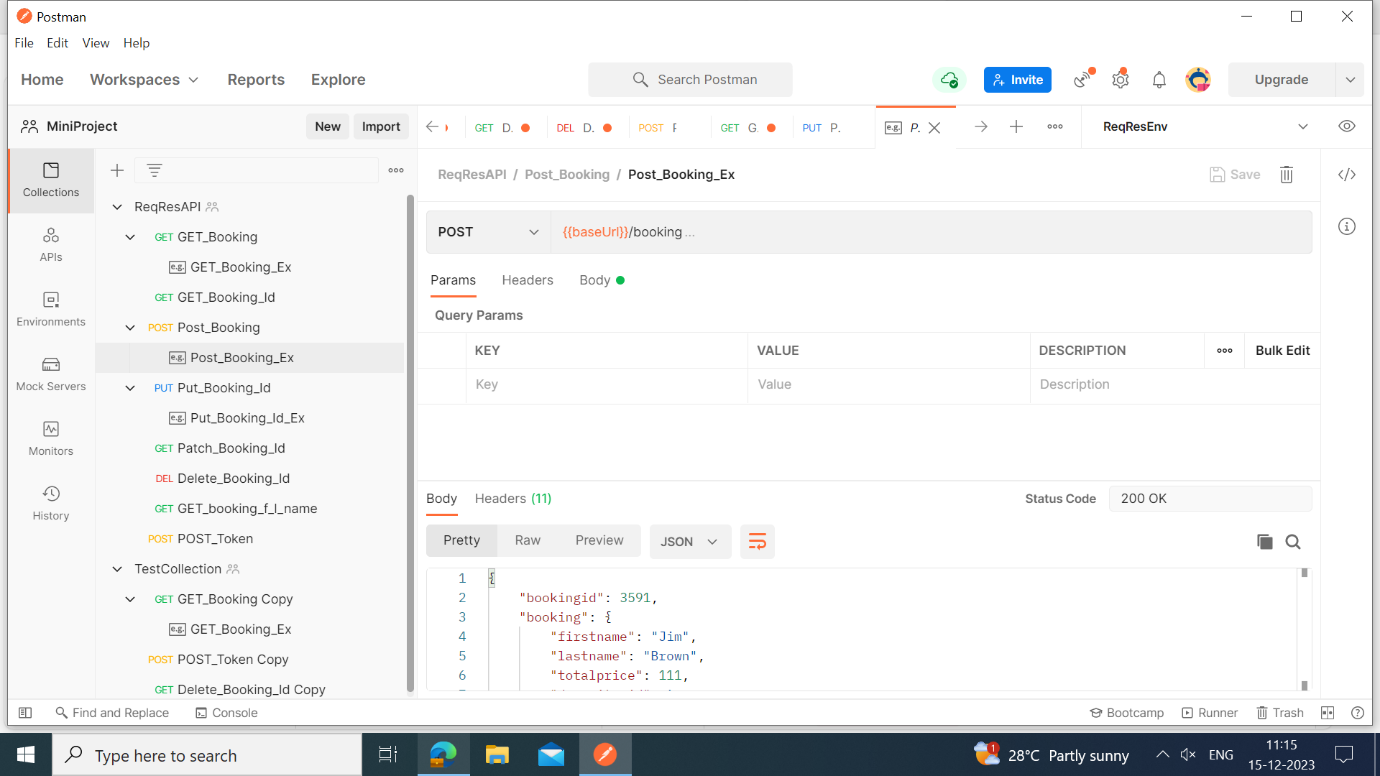 Postman
File Edit View Help
Home Workspaces Reports Explore Search Postman Invite Upgrade
MiniProject New Import GET D. DEL D. POST GET G. PUT P. e.g. P. ReqResEnv
Collections
APIs
Environments
Mock Servers
Monitors
History
ReqResAPI
GET GET_Booking
e.g. GET_Booking_Ex
GET GET_Booking_Id
POST Post_Booking
e.g. Post_Booking_Ex
PUT Put_Booking_Id
e.g. Put_Booking_Id_Ex
GET Patch_Booking_Id
DEL Delete_Booking_Id
GET GET_booking_f_l_name
POST POST_Token
TestCollection
GET GET_Booking Copy
e.g. GET_Booking_Ex
POST POST_Token Copy
GET Delete_Booking_Id Copy
ReqResAPI / Post_Booking / Post_Booking_Ex Save
POST {{baseUrl}}/booking ...
Params Headers Body
Query Params
KEY VALUE DESCRIPTION Bulk Edit
Key Value Description
Body Headers (11) Status Code 200 OK
Pretty Raw Preview JSON
1 {
2 "bookingid": 3591,
3 "booking": {
4 "firstname": "Jim",
5 "lastname": "Brown",
6 "totalprice": 111,
Find and Replace Console Bootcamp Runner Trash
Type here to search 1 28°C Partly sunny ENG 11:15
15-12-2023